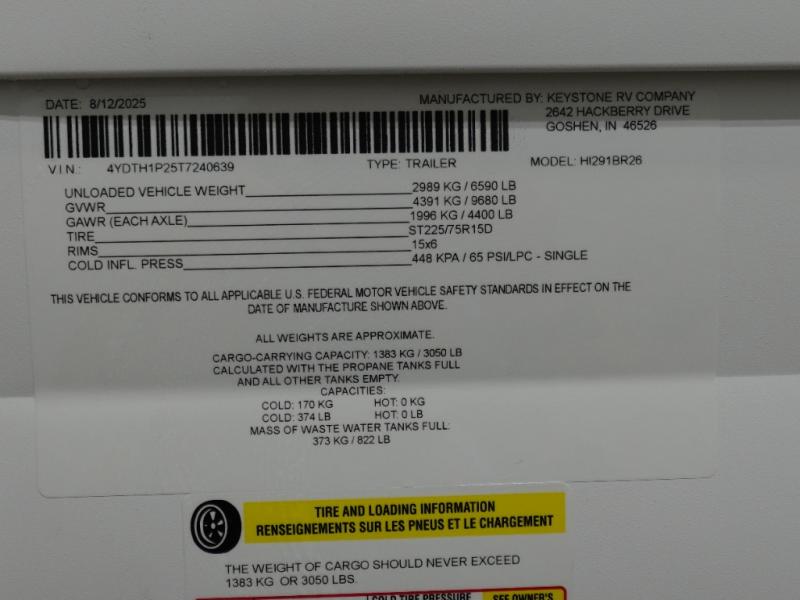 DATE: 8/12/2025 MANUFACTURED BY: KEYSTONE RV COMPANY
2642 HACKBERRY DRIVE
GOSHEN, IN 46526
V I N.: 4YDTH1P25T7240639 TYPE: TRAILER MODEL: HI291BR26
UNLOADED VEHICLE WEIGHT 2989 KG / 6590 LB
GVWR 4391 KG / 9680 LB
GAWR (EACH AXLE) 1996 KG / 4400 LB
TIRE ST225/75R15D
RIMS 15x6
COLD INFL. PRESS 448 KPA / 65 PSI/LPC - SINGLE
THIS VEHICLE CONFORMS TO ALL APPLICABLE U.S. FEDERAL MOTOR VEHICLE SAFETY STANDARDS IN EFFECT ON THE
DATE OF MANUFACTURE SHOWN ABOVE.
ALL WEIGHTS ARE APPROXIMATE.
CARGO-CARRYING CAPACITY: 1383 KG / 3050 LB
CALCULATED WITH THE PROPANE TANKS FULL
AND ALL OTHER TANKS EMPTY.
CAPACITIES:
COLD: 170 KG HOT: 0 KG
COLD: 374 LB HOT: 0 LB
MASS OF WASTE WATER TANKS FULL:
373 KG / 822 LB
TIRE AND LOADING INFORMATION
RENSEIGNEMENTS SUR LES PNEUS ET LE CHARGEMENT
THE WEIGHT OF CARGO SHOULD NEVER EXCEED
1383 KG OR 3050 LBS.
COLD TIRE PRESSURE SEE OWNER'S